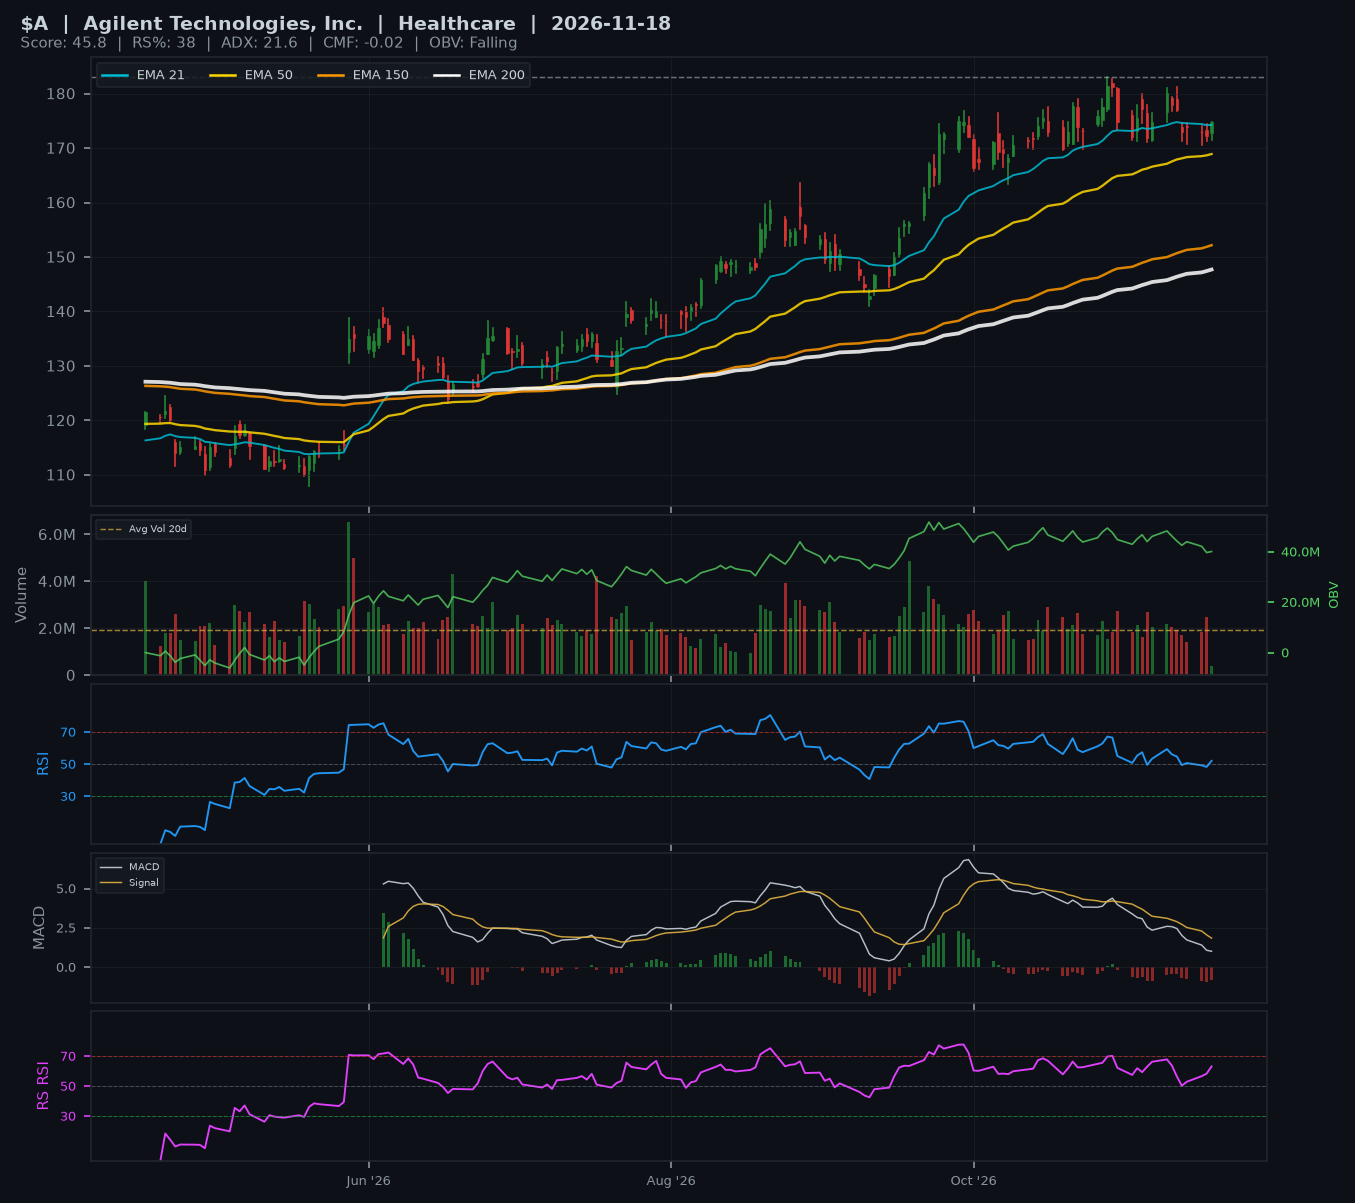 $A | Agilent Technologies, Inc. | Healthcare | 2026-11-18
Score: 45.8 | RS%: 38 | ADX: 21.6 | CMF: -0.02 | OBV: Falling
EMA 21
EMA 50
EMA 150
EMA 200
180
170
160
150
140
130
120
110
Avg Vol 20d
Volume
6.0M
4.0M
2.0M
0
40.0M
20.0M
0
OBV
RSI
70
50
30
MACD
Signal
MACD
5.0
2.5
0.0
RS RSI
70
50
30
Jun '26
Aug '26
Oct '26